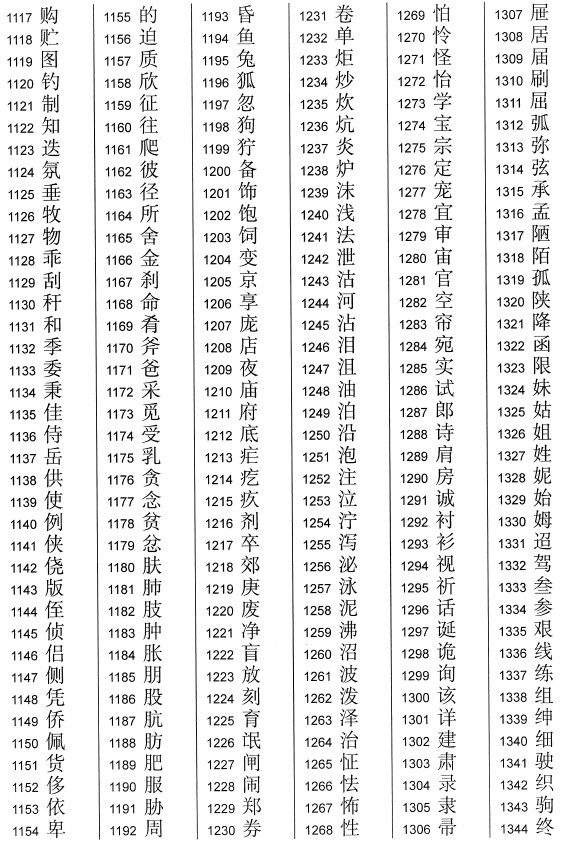 1117 购
1118 贮
1119 图
1120 钓
1121 制
1122 知
1123 迭
1124 氛
1125 垂
1126 牧
1127 物
1128 乖
1129 刮
1130 秆
1131 和
1132 季
1133 委
1134 秉
1135 佳
1136 侍
1137 岳
1138 供
1139 使
1140 例
1141 侠
1142 侥
1143 版
1144 侄
1145 侦
1146 侣
1147 侧
1148 凭
1149 侨
1150 佩
1151 货
1152 侈
1153 依
1154 卑
1155 的
1156 迫
1157 质
1158 欣
1159 征
1160 往
1161 爬
1162 彼
1163 径
1164 所
1165 舍
1166 金
1167 刹
1168 命
1169 肴
1170 斧
1171 爸
1172 采
1173 觅
1174 受
1175 乳
1176 贪
1177 念
1178 贫
1179 忿
1180 肤
1181 肺
1182 肢
1183 肿
1184 胀
1185 朋
1186 股
1187 肮
1188 肪
1189 肥
1190 服
1191 胁
1192 周
1193 昏
1194 鱼
1195 兔
1196 狐
1197 忽
1198 狗
1199 狞
1200 备
1201 饰
1202 饱
1203 饲
1204 变
1205 京
1206 享
1207 庞
1208 店
1209 夜
1210 庙
1211 府
1212 底
1213 疟
1214 疙
1215 疚
1216 剂
1217 卒
1218 郊
1219 庚
1220 废
1221 净
1222 盲
1223 放
1224 刻
1225 育
1226 氓
1227 闸
1228 闹
1229 郑
1230 券
1231 卷
1232 单
1233 炬
1234 炒
1235 炊
1236 炕
1237 炎
1238 炉
1239 沫
1240 浅
1241 法
1242 泄
1243 沽
1244 河
1245 沾
1246 泪
1247 沮
1248 油
1249 泊
1250 沿
1251 泡
1252 注
1253 泣
1254 泞
1255 泻
1256 泌
1257 泳
1258 泥
1259 沸
1260 沼
1261 波
1262 泼
1263 泽
1264 治
1265 怔
1266 怯
1267 怖
1268 性
1269 怕
1270 怜
1271 怪
1272 怡
1273 学
1274 宝
1275 宗
1276 定
1277 宠
1278 宜
1279 审
1280 宙
1281 官
1282 空
1283 帘
1284 宛
1285 实
1286 试
1287 郎
1288 诗
1289 肩
1290 房
1291 诚
1292 衬
1293 衫
1294 视
1295 祈
1296 话
1297 诞
1298 诡
1299 询
1300 该
1301 详
1302 建
1303 肃
1304 录
1305 隶
1306 帚
1307 屉
1308 居
1309 届
1310 刷
1311 屈
1312 弧
1313 弥
1314 弦
1315 承
1316 孟
1317 陋
1318 陌
1319 孤
1320 陕
1321 降
1322 函
1323 限
1324 妹
1325 姑
1326 姐
1327 姓
1328 妮
1329 始
1330 姆
1331 迢
1332 驾
1333 叁
1334 参
1335 艰
1336 线
1337 练
1338 组
1339 绅
1340 细
1341 驶
1342 织
1343 驹
1344 终